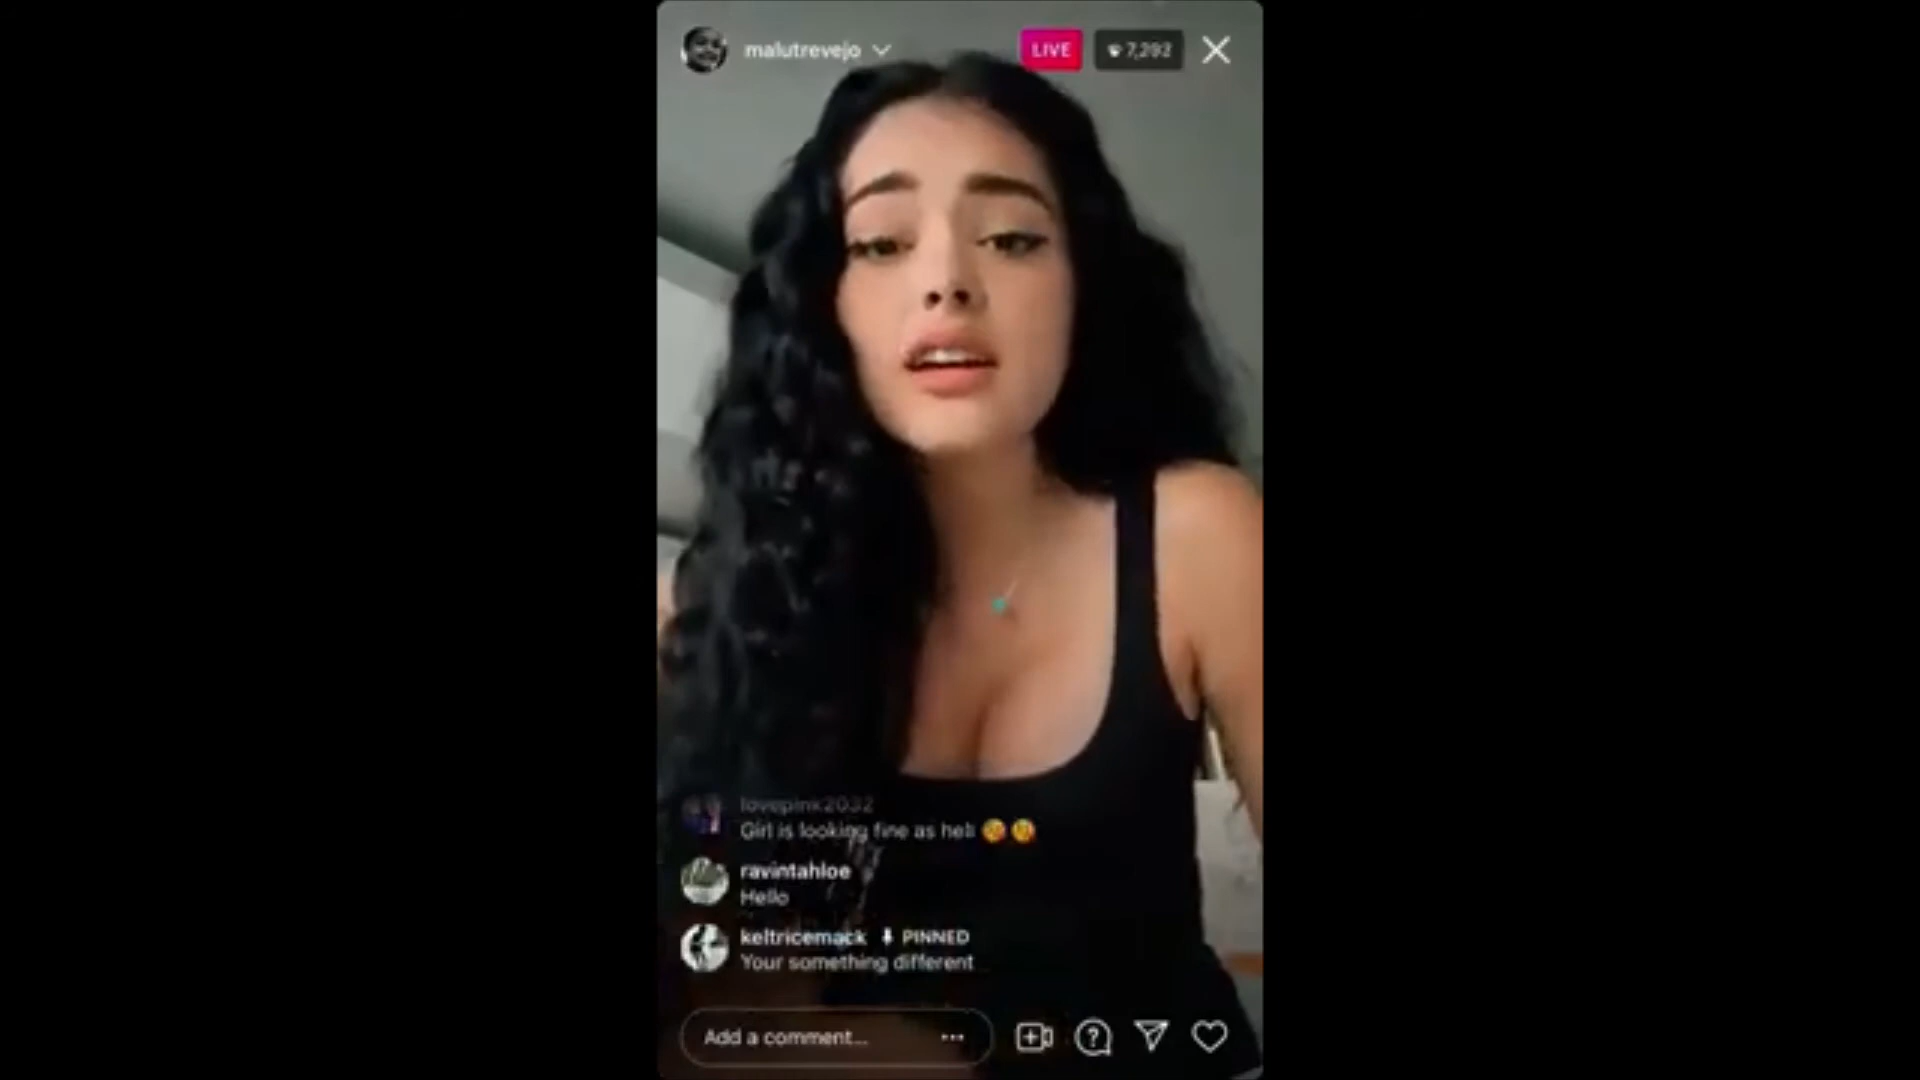 malutrevejo
LIVE
7,292
lovepink2032
Girl is looking fine as hell 🥴🥴
ravintahloe
Hello
keltricemack PINNED
Your something different
Add a comment...